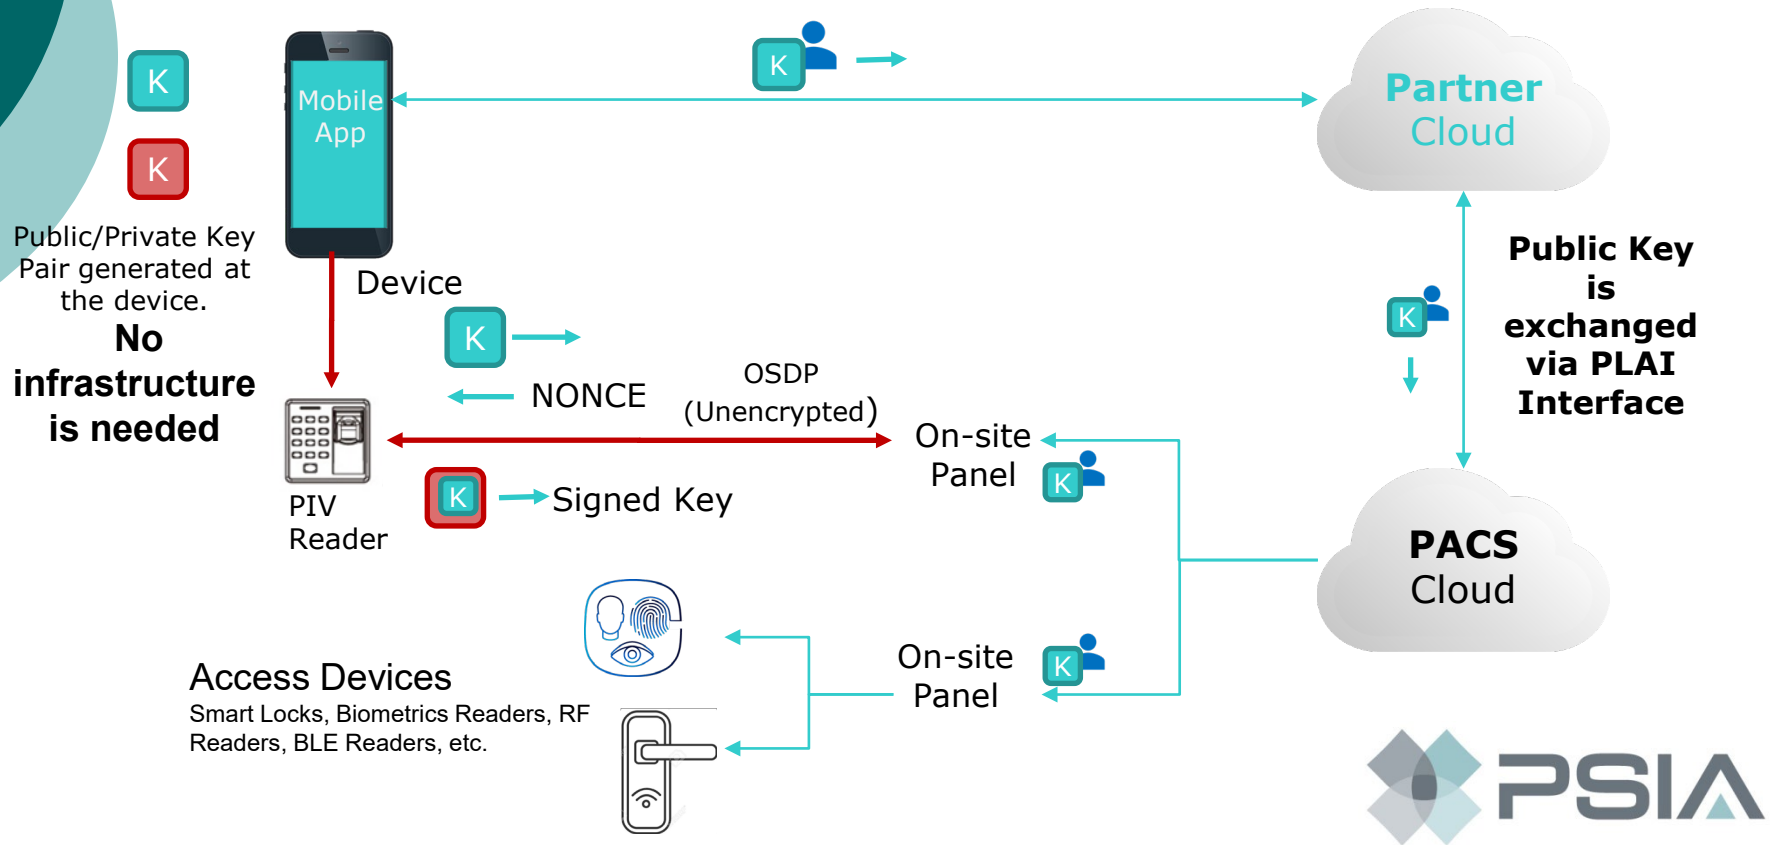 K
K
Public/Private Key
Pair generated at
the device.
No
infrastructure
is needed
Mobile
App
K
Partner
Cloud
Device
K
NONCE
OSDP
(Unencrypted)
K
Public Key
is
exchanged
via PLAI
Interface
On-site
Panel
K
PIV
Reader
K
Signed Key
PACS
Cloud
Access Devices
Smart Locks, Biometrics Readers, RF
Readers, BLE Readers, etc.
On-site
Panel
K
PSIA